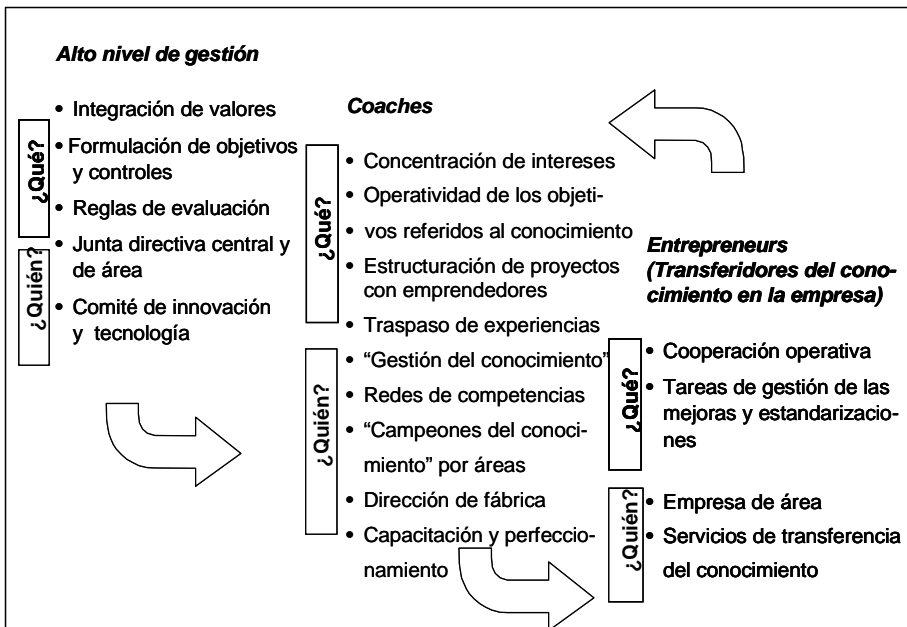 Alto nivel de gestión
¿Qué?
• Integración de valores
• Formulación de objetivos
y controles
• Reglas de evaluación
¿Quién?
• Junta directiva central y
de área
• Comité de innovación
y tecnología
Coaches
¿Qué?
• Concentración de intereses
• Operatividad de los objeti-
• vos referidos al conocimiento
• Estructuración de proyectos
con emprendedores
• Traspaso de experiencias
¿Quién?
• “Gestión del conocimiento”
• Redes de competencias
• “Campeones del conoci-
miento” por áreas
• Dirección de fábrica
• Capacitación y perfeccio-
namiento
Entrepreneurs
(Transferidores del cono-
cimiento en la empresa)
¿Qué?
• Cooperación operativa
• Tareas de gestión de las
mejoras y estandarizacio-
nes
¿Quién?
• Empresa de área
• Servicios de transferencia
del conocimiento